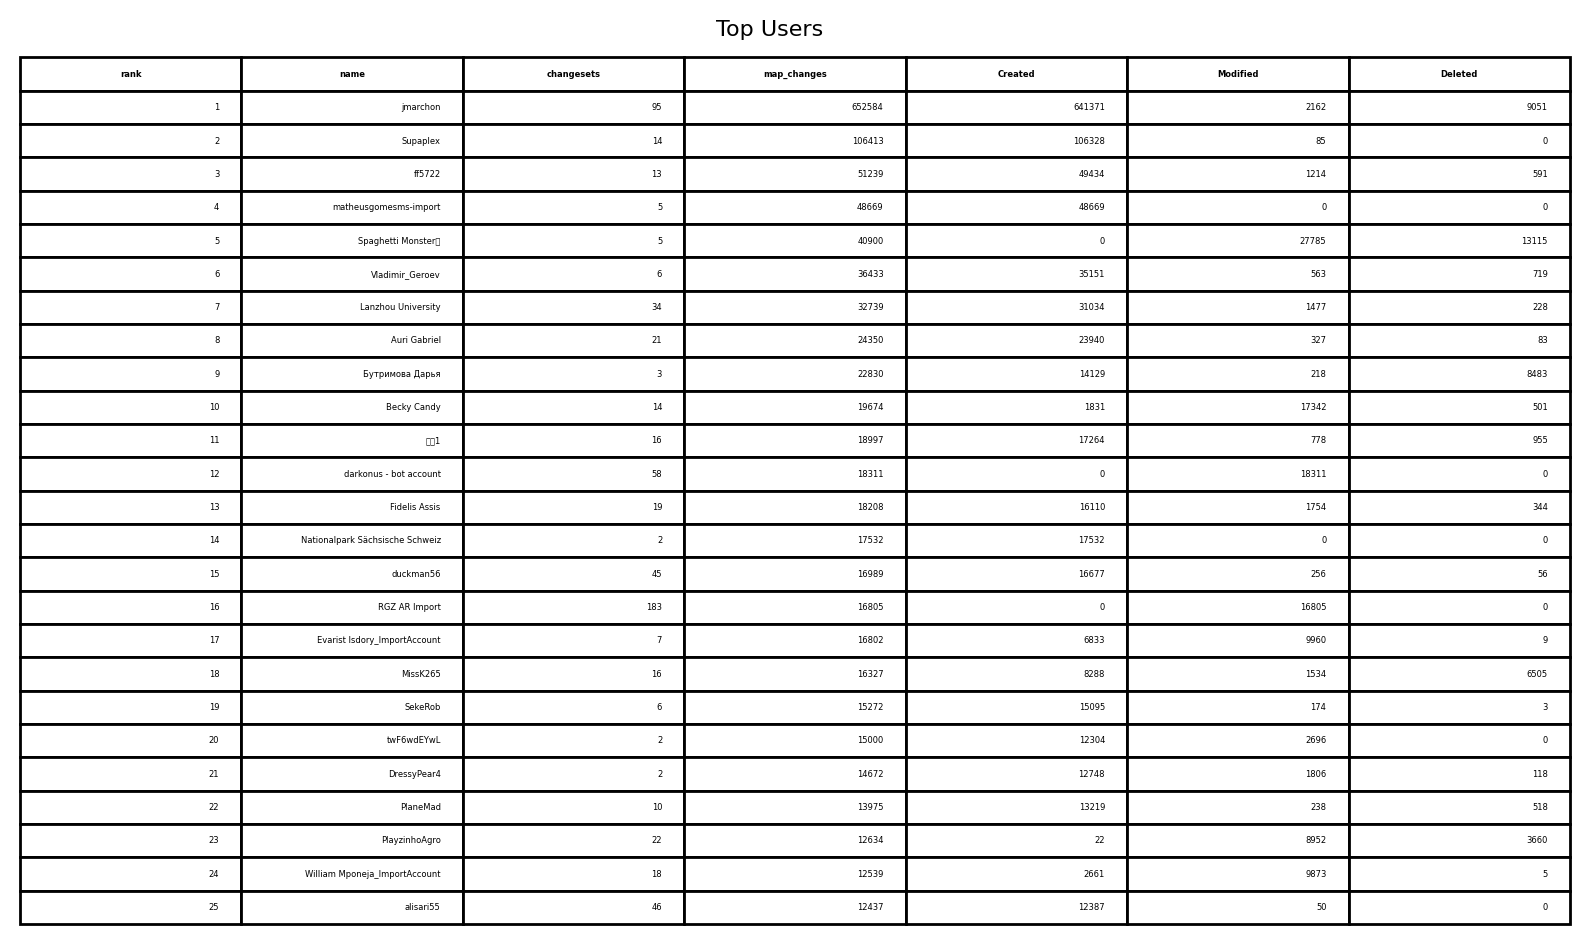 Top Users
rank name changesets map_changes Created Modified Deleted
1 jmarchon 95 652584 641371 2162 9051
2 Supaplex 14 106413 106328 85 0
3 ff5722 13 51239 49434 1214 591
4 matheusgomesms-import 5 48669 48669 0 0
5 Spaghetti Monster 5 40900 0 27785 13115
6 Vladimir_Geroev 6 36433 35151 563 719
7 Lanzhou University 34 32739 31034 1477 228
8 Auri Gabriel 21 24350 23940 327 83
9 Бутримова Дарья 3 22830 14129 218 8483
10 Becky Candy 14 19674 1831 17342 501
11 1 16 18997 17264 778 955
12 darkonus - bot account 58 18311 0 18311 0
13 Fidelis Assis 19 18208 16110 1754 344
14 Nationalpark Sächsische Schweiz 2 17532 17532 0 0
15 duckman56 45 16989 16677 256 56
16 RGZ AR Import 183 16805 0 16805 0
17 Evarist Isdory_ImportAccount 7 16802 6833 9960 9
18 MissK265 16 16327 8288 1534 6505
19 SekeRob 6 15272 15095 174 3
20 twF6wdEYwL 2 15000 12304 2696 0
21 DressyPear4 2 14672 12748 1806 118
22 PlaneMad 10 13975 13219 238 518
23 PlayzinhoAgro 22 12634 22 8952 3660
24 William Mponeja_ImportAccount 18 12539 2661 9873 5
25 alisari55 46 12437 12387 50 0